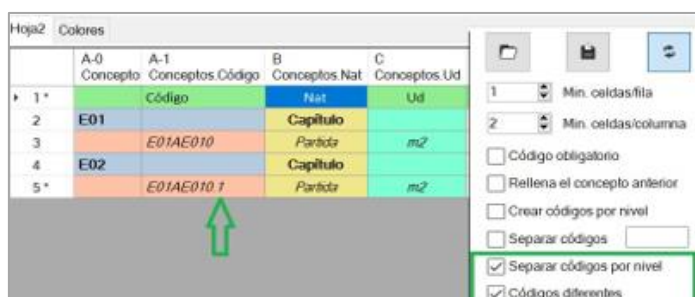 Hoja2 Colores
A-0 A-1 B C
Concepto Conceptos.Código Conceptos.Nat Conceptos.Ud
1* Código Nat Ud
2 E01 Capítulo
3 E01AE010 Partida m2
4 E02 Capítulo
5* E01AE010.1 Partida m2
1 Min. celdas/fila
2 Min. celdas/columna
Código obligatorio
Rellena el concepto anterior
Crear códigos por nivel
Separar códigos
Separar códigos por nivel
Códigos diferentes